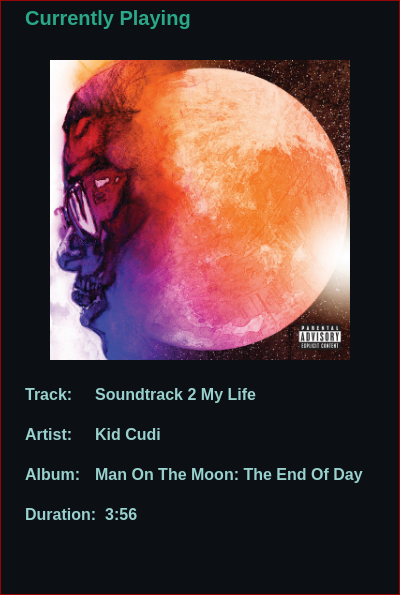 Currently Playing
PARENTAL
ADVISORY
EXPLICIT CONTENT
Track: Soundtrack 2 My Life
Artist: Kid Cudi
Album: Man On The Moon: The End Of Day
Duration: 3:56